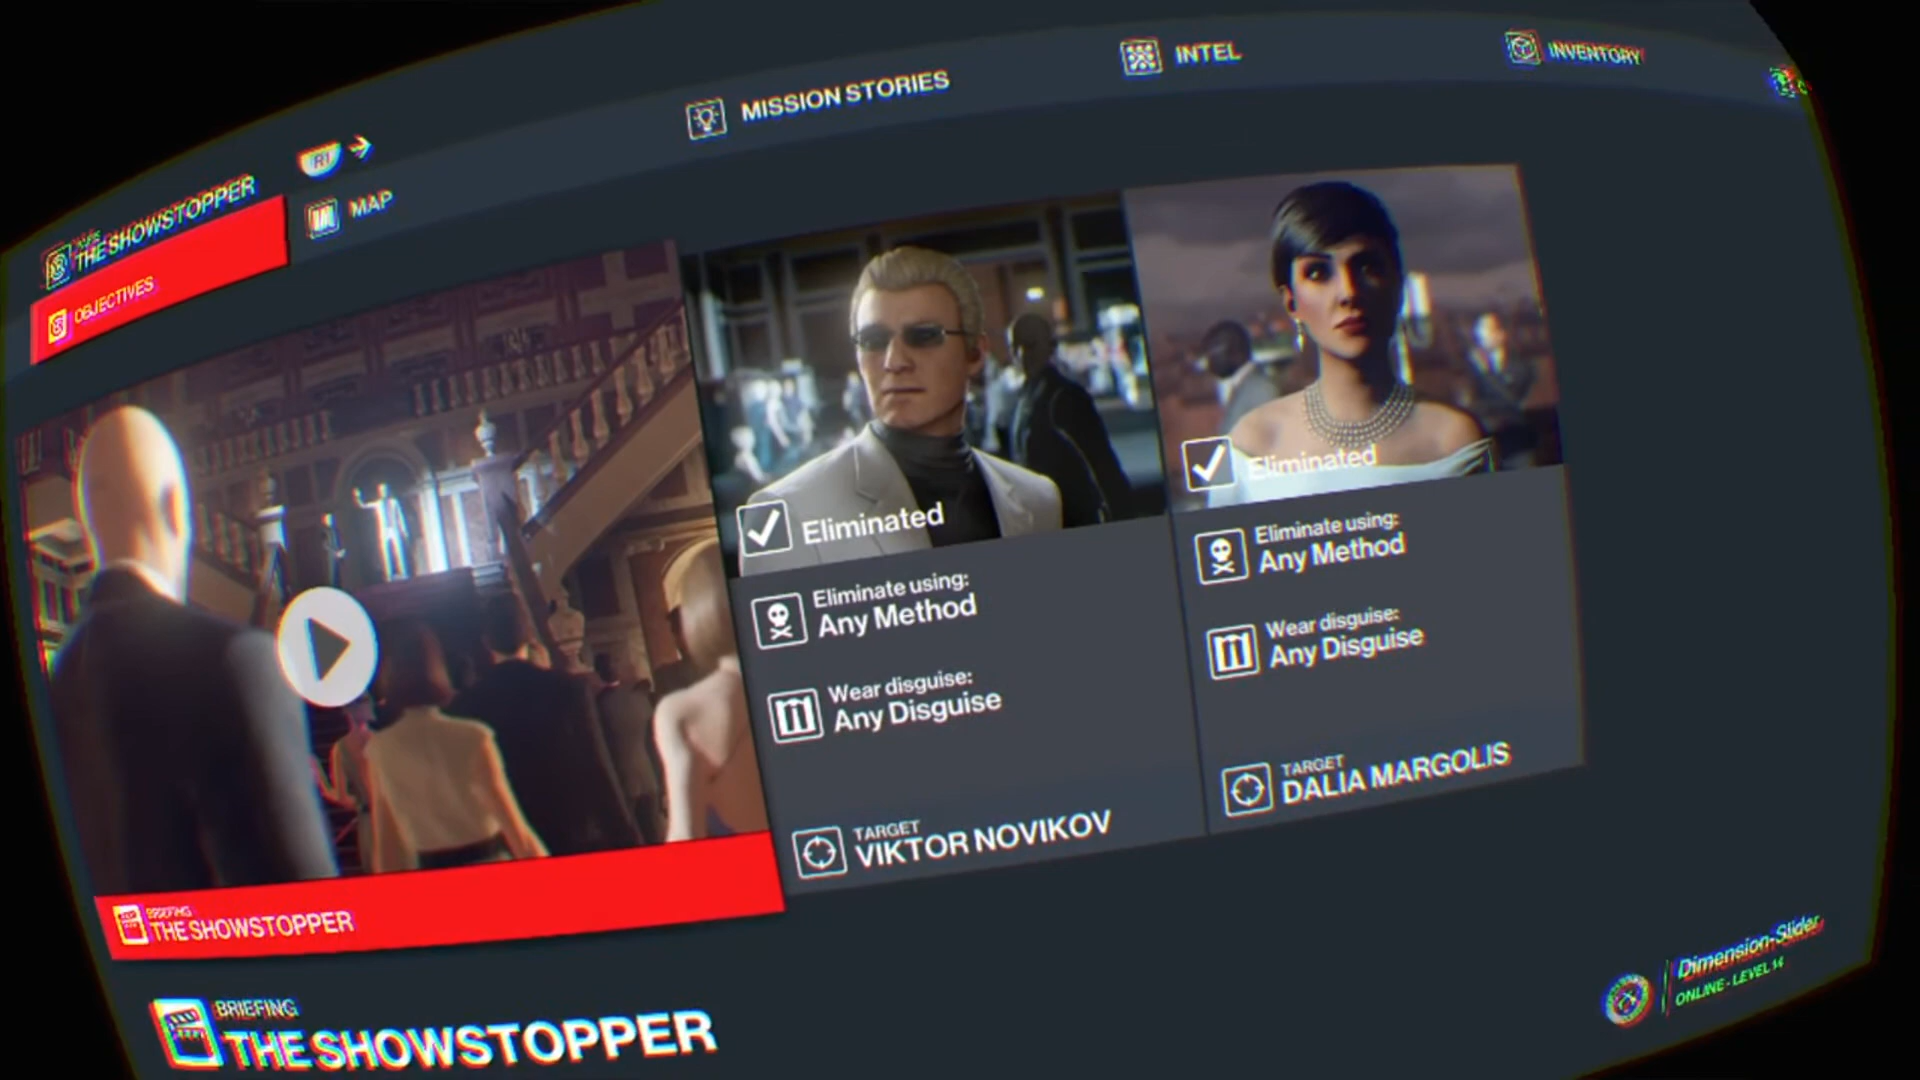 THE SHOWSTOPPER
R1
MISSION STORIES
INTEL
INVENTORY
OBJECTIVES
MAP
Eliminated
Eliminate using:
Any Method
Wear disguise:
Any Disguise
TARGET
VIKTOR NOVIKOV
Eliminated
Eliminate using:
Any Method
Wear disguise:
Any Disguise
TARGET
DALIA MARGOLIS
BRIEFING
THE SHOWSTOPPER
BRIEFING
THE SHOWSTOPPER
Dimension-Slider
ONLINE - LEVEL 14